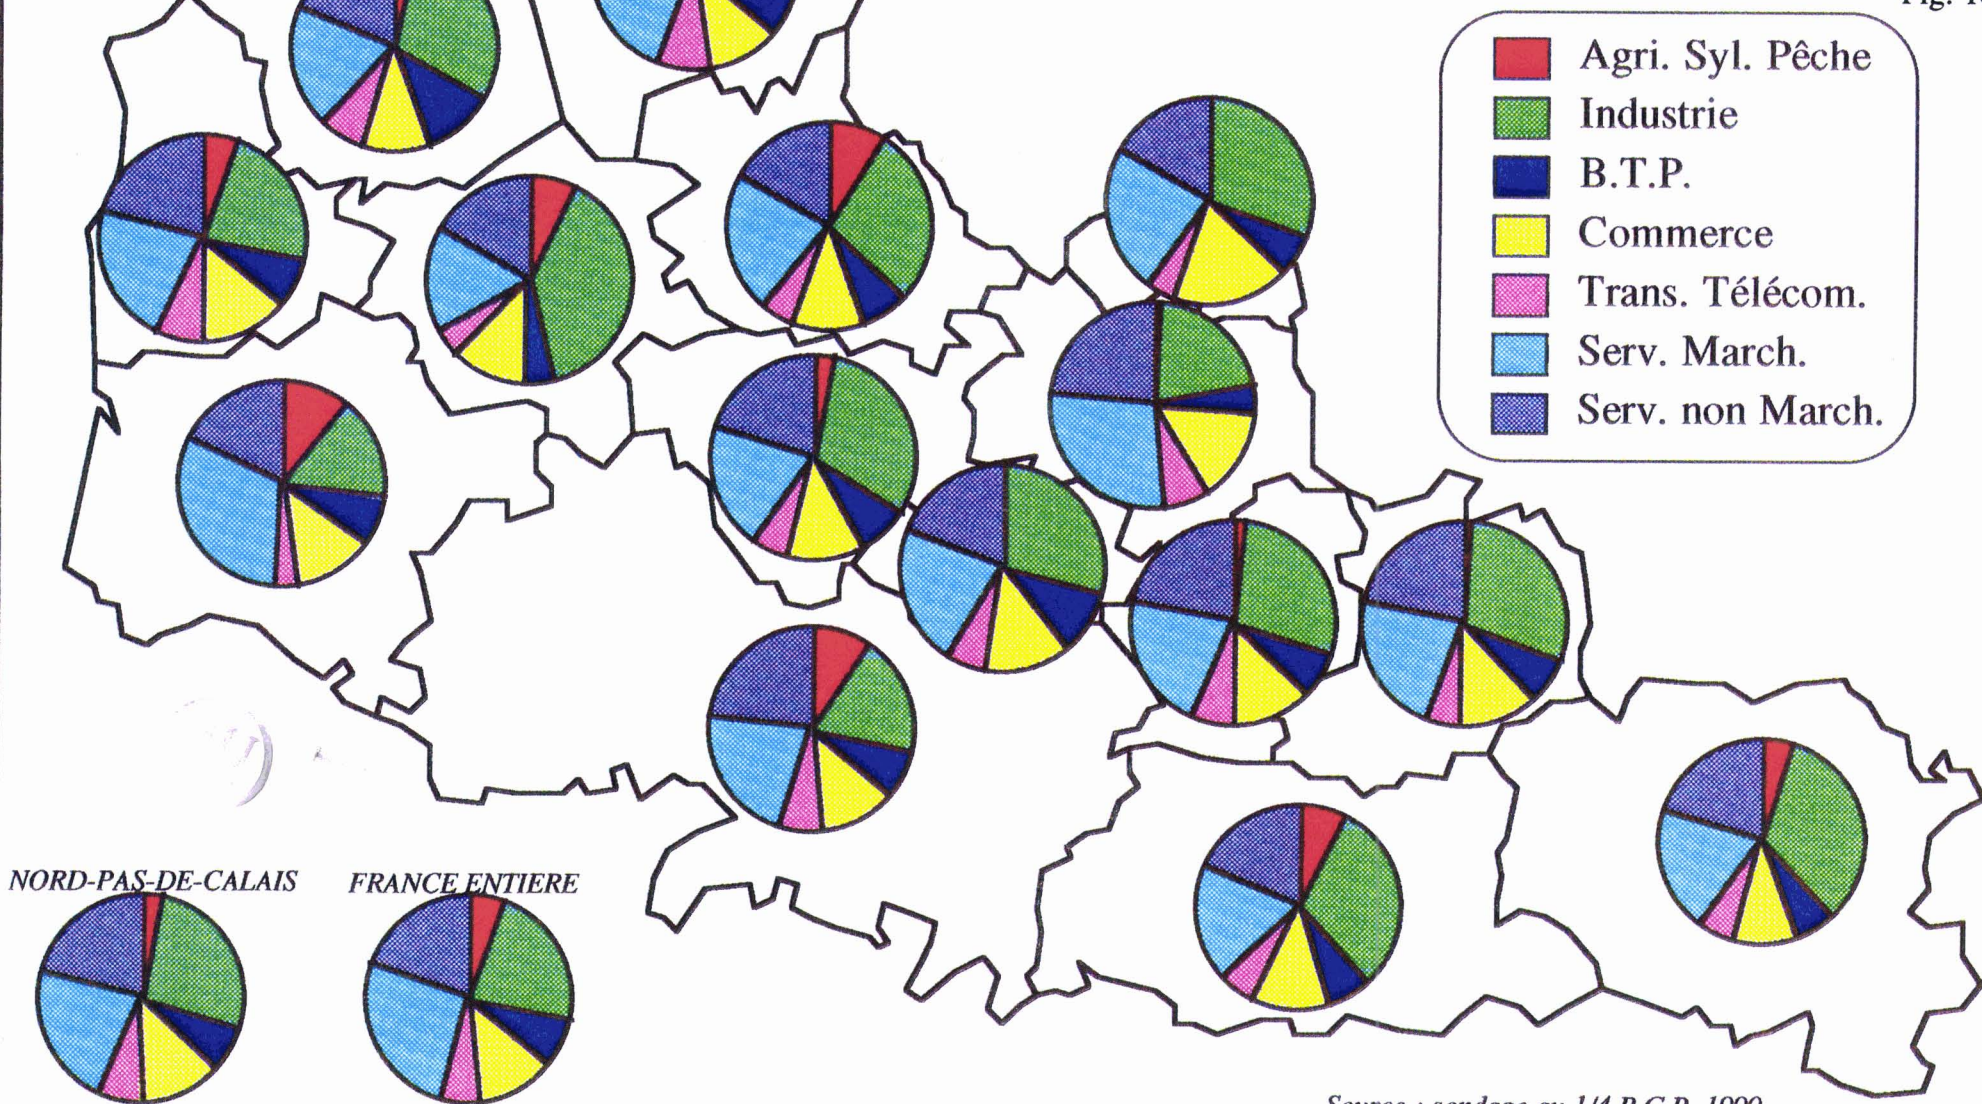 Agri. Syl. Pêche
Industrie
B.T.P.
Commerce
Trans. Télécom.
Serv. March.
Serv. non March.
NORD-PAS-DE-CALAIS
FRANCE ENTIERE